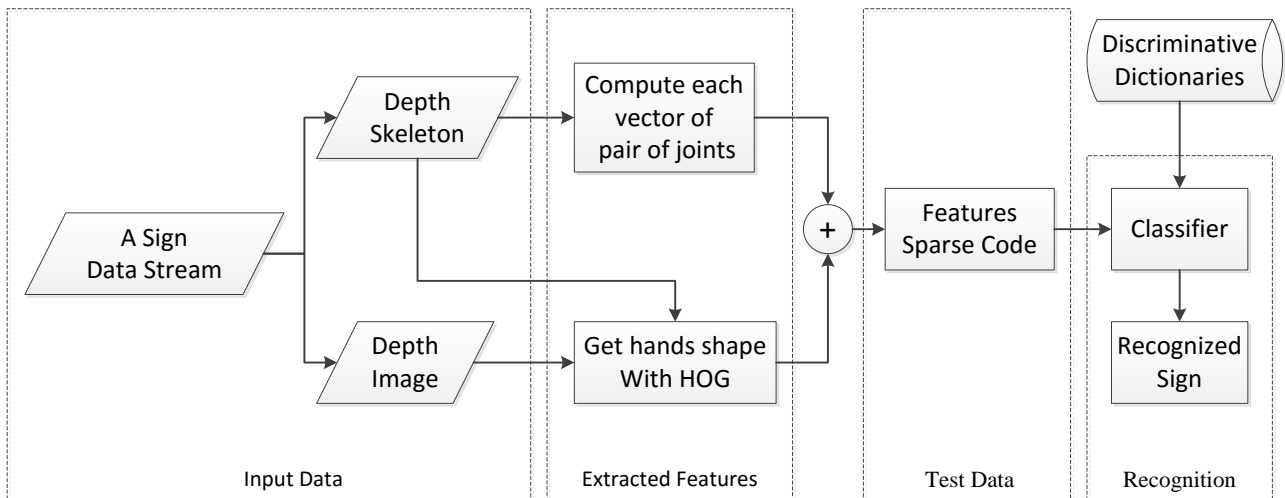 Depth
Skeleton
Compute each
vector of
pair of joints
Discriminative
Dictionaries
A Sign
Data Stream
+
Features
Sparse Code
Classifier
Depth
Image
Get hands shape
With HOG
Recognized
Sign
Input Data
Extracted Features
Test Data
Recognition